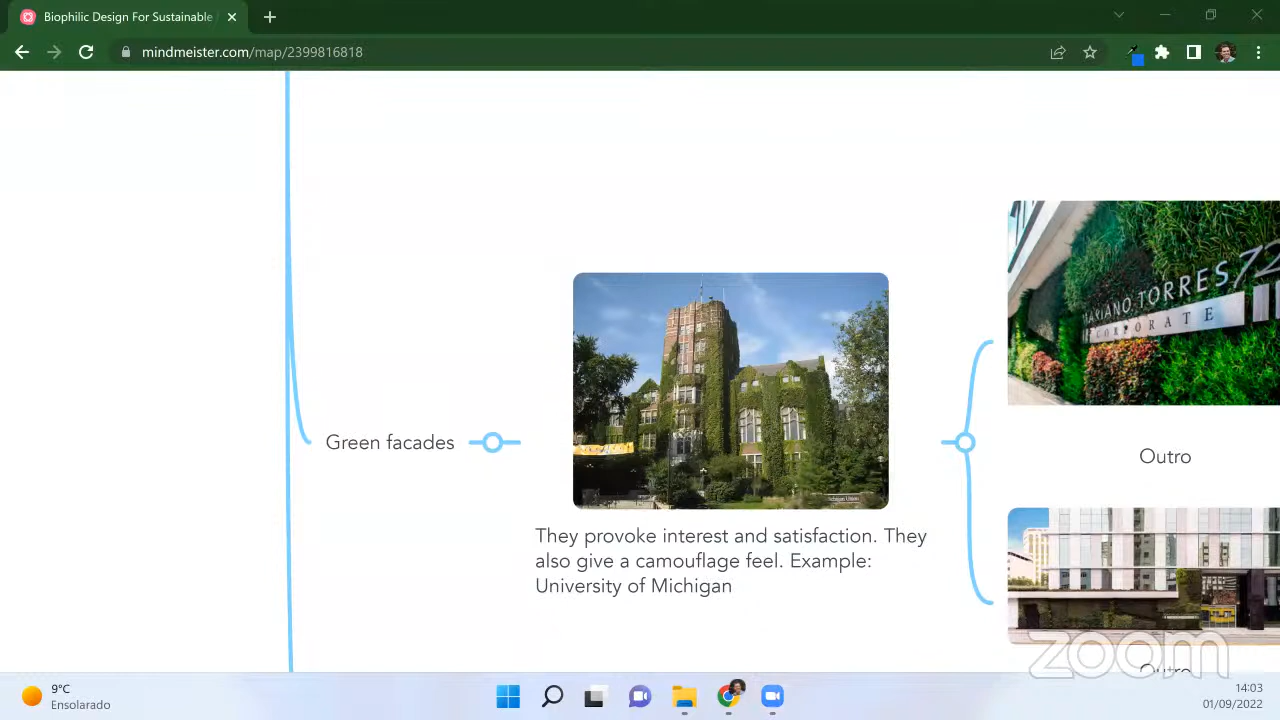 Biophilic Design For Sustainable
mindmeister.com/map/2399816818
MARIANO TORRES 72
CORPORATE
Green facades
Outro
They provoke interest and satisfaction. They
also give a camouflage feel. Example:
University of Michigan
Outro
zoom
9°C
Ensolarado
14:03
01/09/2022